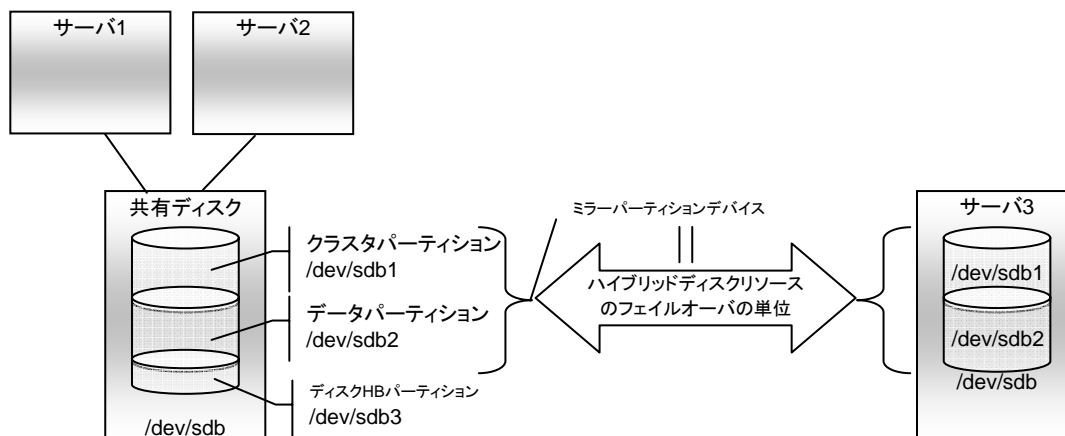 サーバ1
サーバ2
共有ディスク
クラスタパーティション
/dev/sdb1
データパーティション
/dev/sdb2
ディスクHBパーティション
/dev/sdb3
/dev/sdb
ミラーパーティションデバイス
ハイブリッドディスクリソース
のフェイルオーバの単位
サーバ3
/dev/sdb1
/dev/sdb2
/dev/sdb